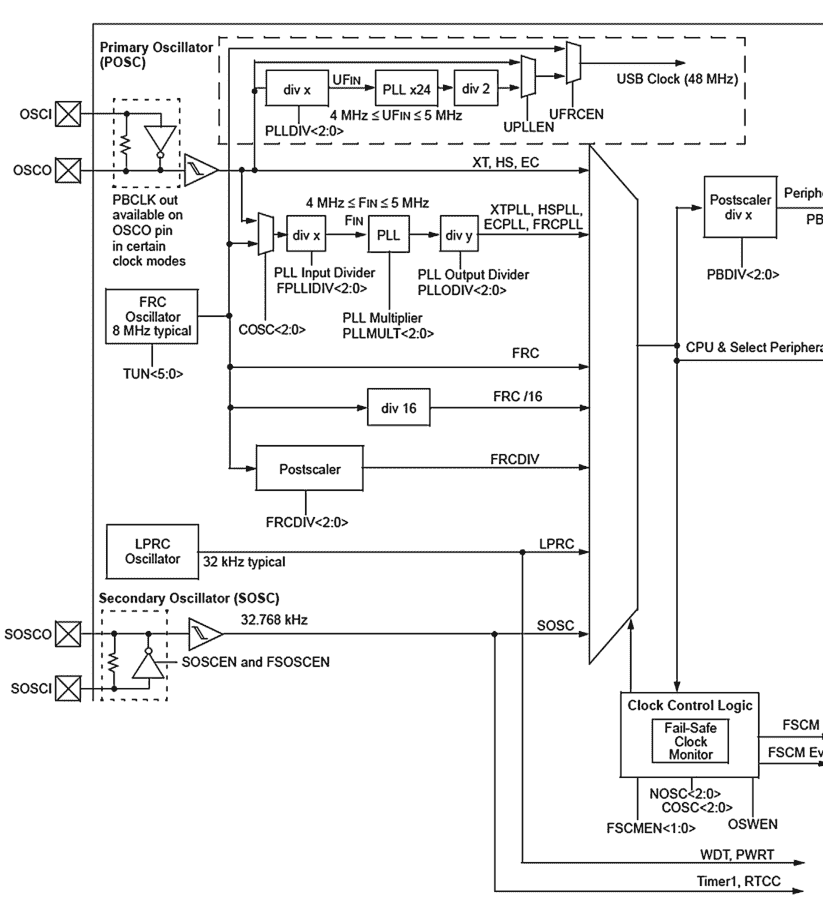 Primary Oscillator
(POSC)
OSCI
OSCO
div x
UFIN
PLL x24
div 2
USB Clock (48 MHz)
4 MHz ≤ UFIN ≤ 5 MHz
PLLDIV<2:0>
UFRCEN
UPLLEN
XT, HS, EC
PBCLK out
available on
OSCO pin
in certain
clock modes
4 MHz ≤ FIN ≤ 5 MHz
FIN
div x
PLL
div y
XTPLL, HSPLL,
ECPLL, FRCPLL
PLL Input Divider
FPLLIDIV<2:0>
PLL Output Divider
PLLODIV<2:0>
PLL Multiplier
PLLMULT<2:0>
COSC<2:0>
Postscaler
div x
Periphe
PB
PBDIV<2:0>
FRC
Oscillator
8 MHz typical
TUN<5:0>
CPU & Select Periphera
FRC
div 16
FRC /16
Postscaler
FRCDIV
FRCDIV<2:0>
LPRC
Oscillator
32 kHz typical
LPRC
Secondary Oscillator (SOSC)
32.768 kHz
SOSCO
SOSC
SOSCEN and FSOSCEN
SOSCI
Clock Control Logic
Fail-Safe
Clock
Monitor
FSCM
FSCM Ev
NOSC<2:0>
COSC<2:0>
FSCMEN<1:0>
OSWEN
WDT, PWRT
Timer1, RTCC